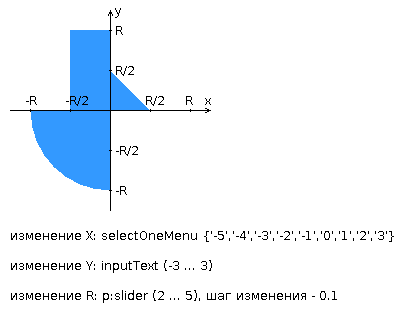 y
R
R/2
-R -R/2 R/2 R x
-R/2
-R
изменение X: selectOneMenu {'-5','-4','-3','-2','-1','0','1','2','3'}
изменение Y: inputText (-3 ... 3)
изменение R: p:slider (2 ... 5), шаг изменения - 0.1